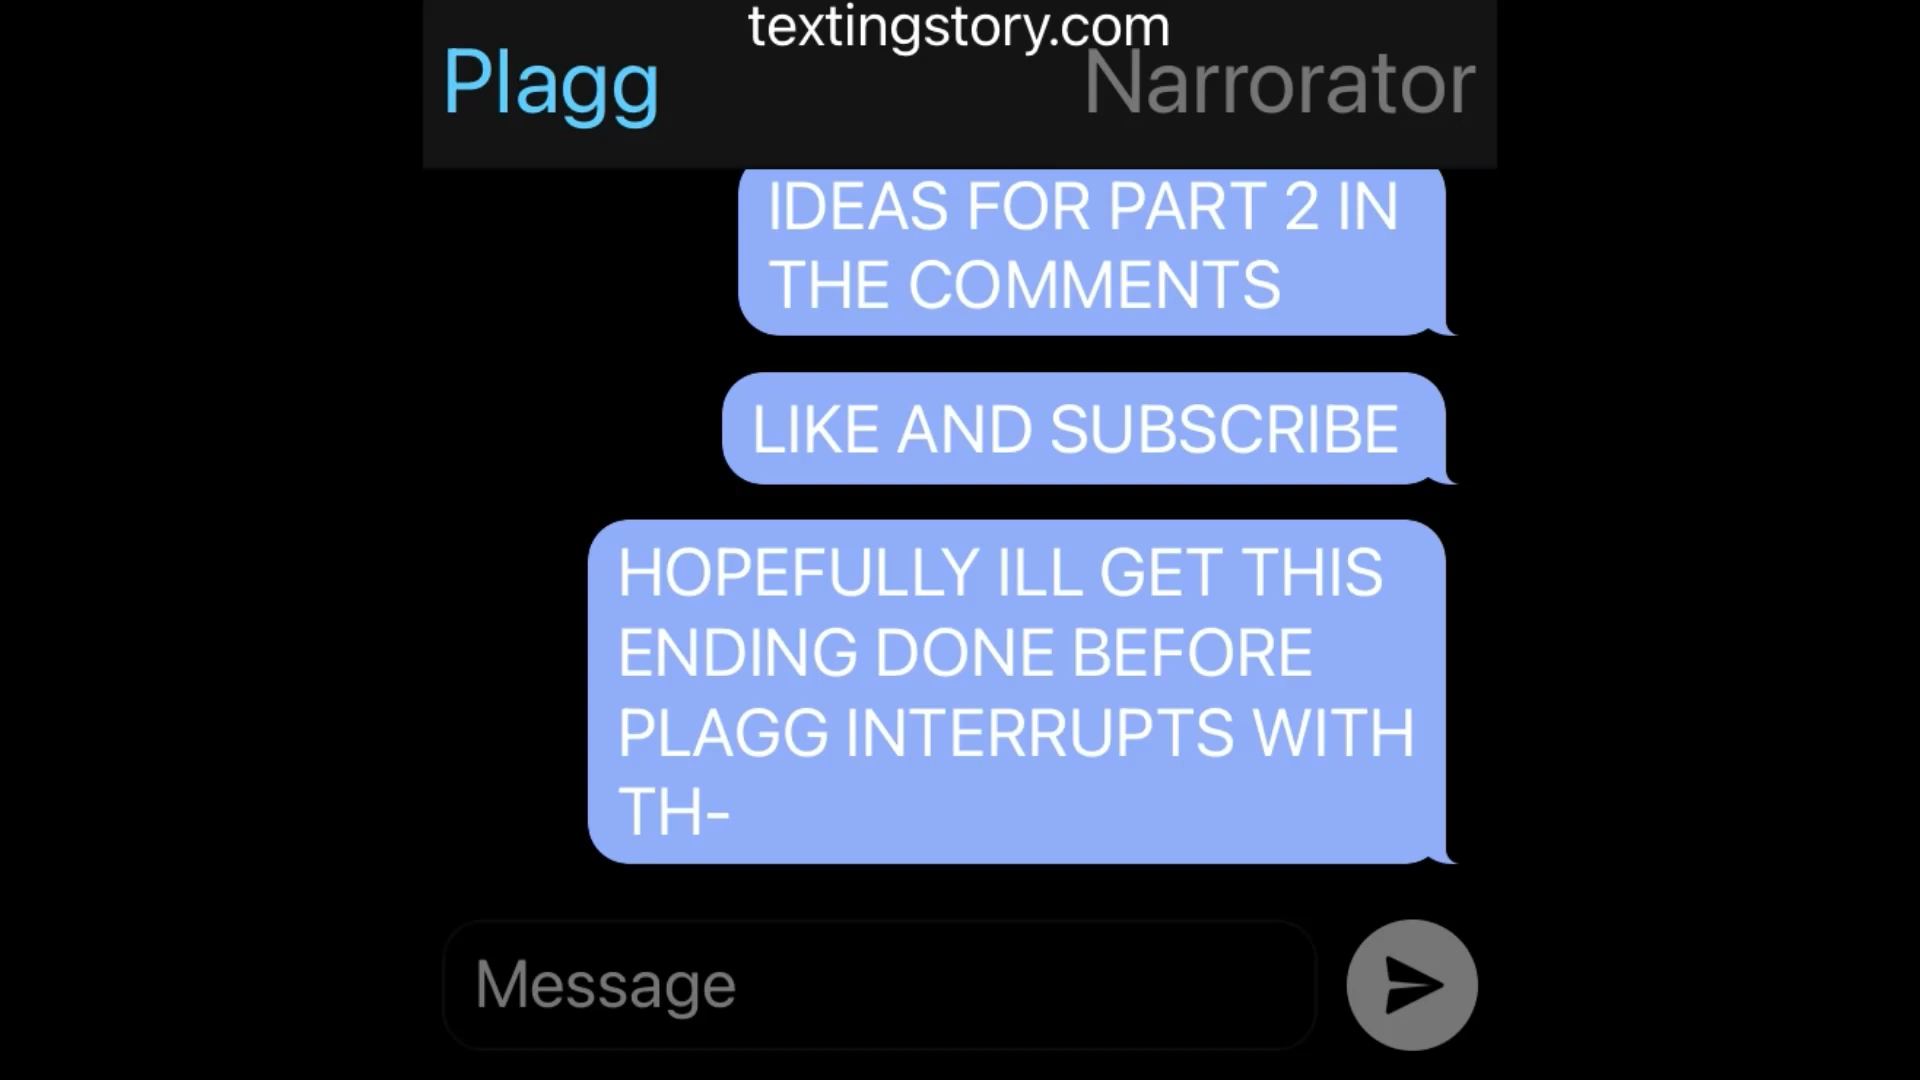 textingstory.com
Plagg
Narrorator
IDEAS FOR PART 2 IN
THE COMMENTS
LIKE AND SUBSCRIBE
HOPEFULLY ILL GET THIS
ENDING DONE BEFORE
PLAGG INTERRUPTS WITH
TH-
Message